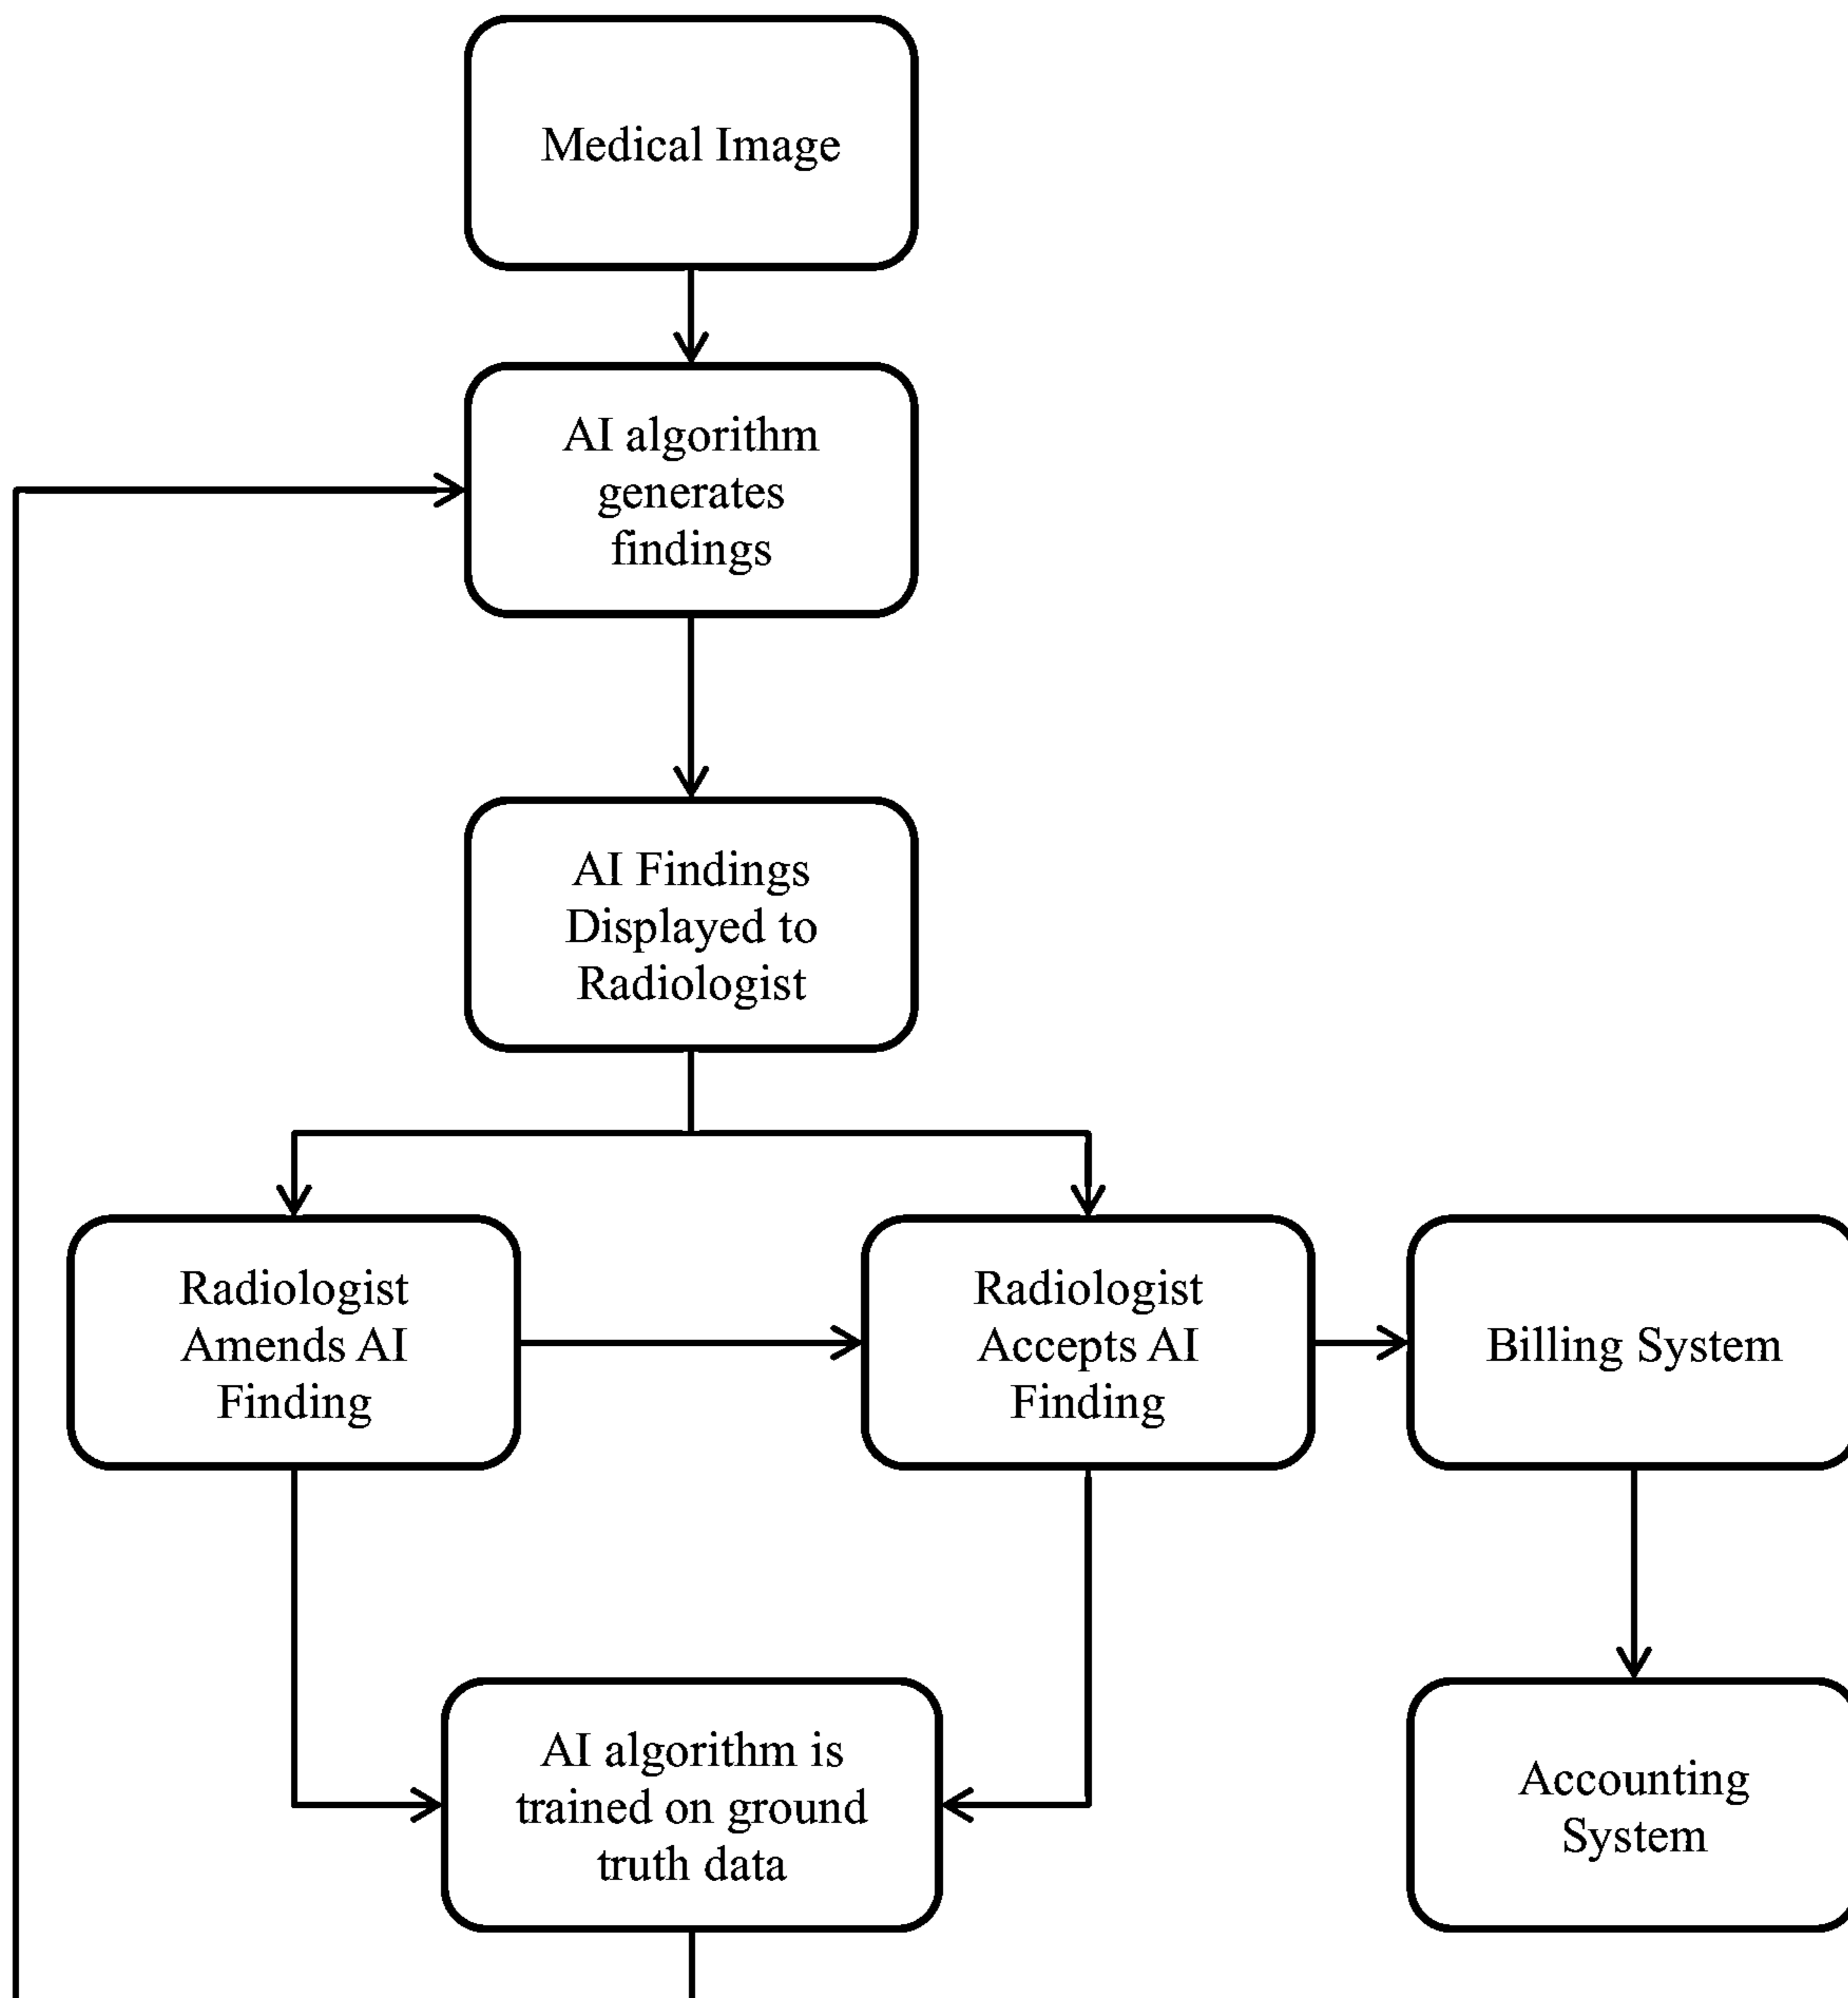 Medical Image
AI algorithm
generates
findings
AI Findings
Displayed to
Radiologist
Radiologist
Amends AI
Finding
Radiologist
Accepts AI
Finding
Billing System
AI algorithm is
trained on ground
truth data
Accounting
System